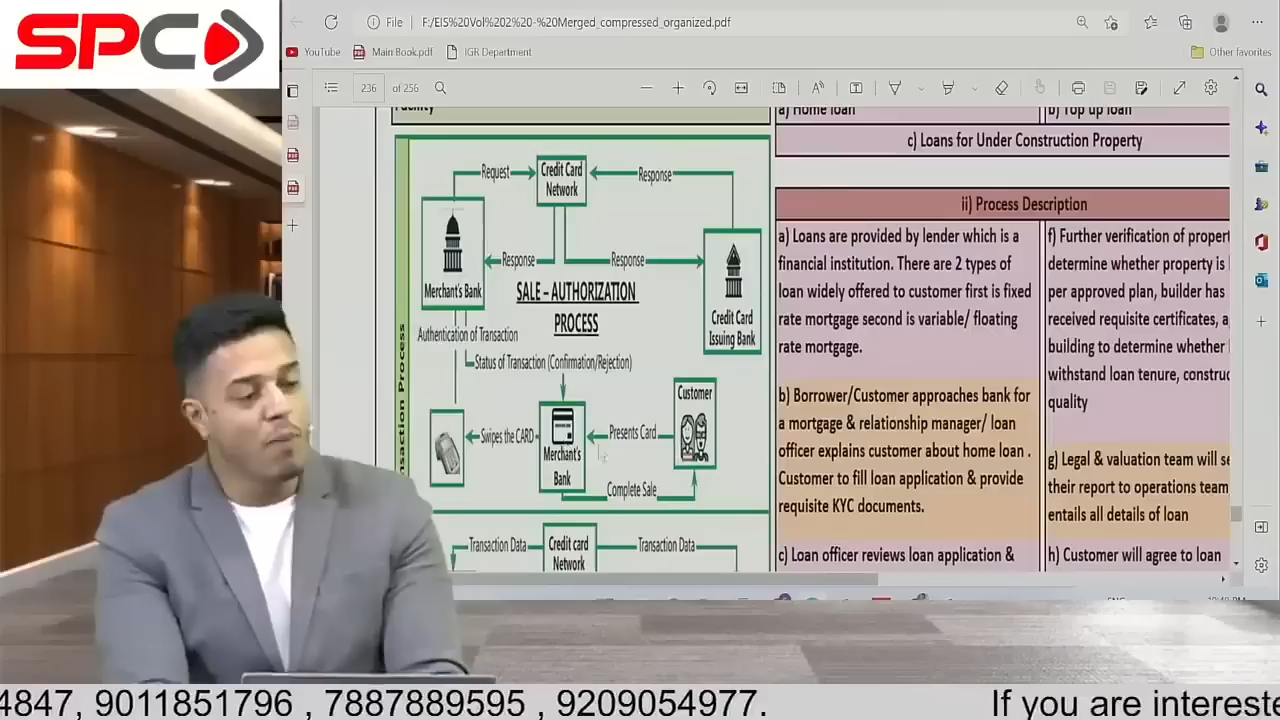 SPC
File
F:/EIS%20Vol%202%20-%20Merged_compressed_organized.pdf
YouTube
Main Book.pdf
IGR Department
Other favorites
236
of 256
Facility
a) Home loan
b) Top up loan
c) Loans for Under Construction Property
Request
Credit Card
Network
Response
Merchant's Bank
Response
Response
Credit Card
Issuing Bank
SALE – AUTHORIZATION
PROCESS
Authentication of Transaction
Status of Transaction (Confirmation/Rejection)
Customer
Swipes the CARD
Merchant's
Bank
Presents Card
Complete Sale
Transaction Data
Credit card
Network
Transaction Data
nsaction Process
ii) Process Description
a) Loans are provided by lender which is a
financial institution. There are 2 types of
loan widely offered to customer first is fixed
rate mortgage second is variable/ floating
rate mortgage.
b) Borrower/Customer approaches bank for
a mortgage & relationship manager/ loan
officer explains customer about home loan .
Customer to fill loan application & provide
requisite KYC documents.
c) Loan officer reviews loan application &
f) Further verification of propert
determine whether property is
per approved plan, builder has
received requisite certificates, a
building to determine whether
withstand loan tenure, construc
quality
g) Legal & valuation team will se
their report to operations team
entails all details of loan
h) Customer will agree to loan
4847, 9011851796 , 7887889595 , 9209054977.
If you are intereste